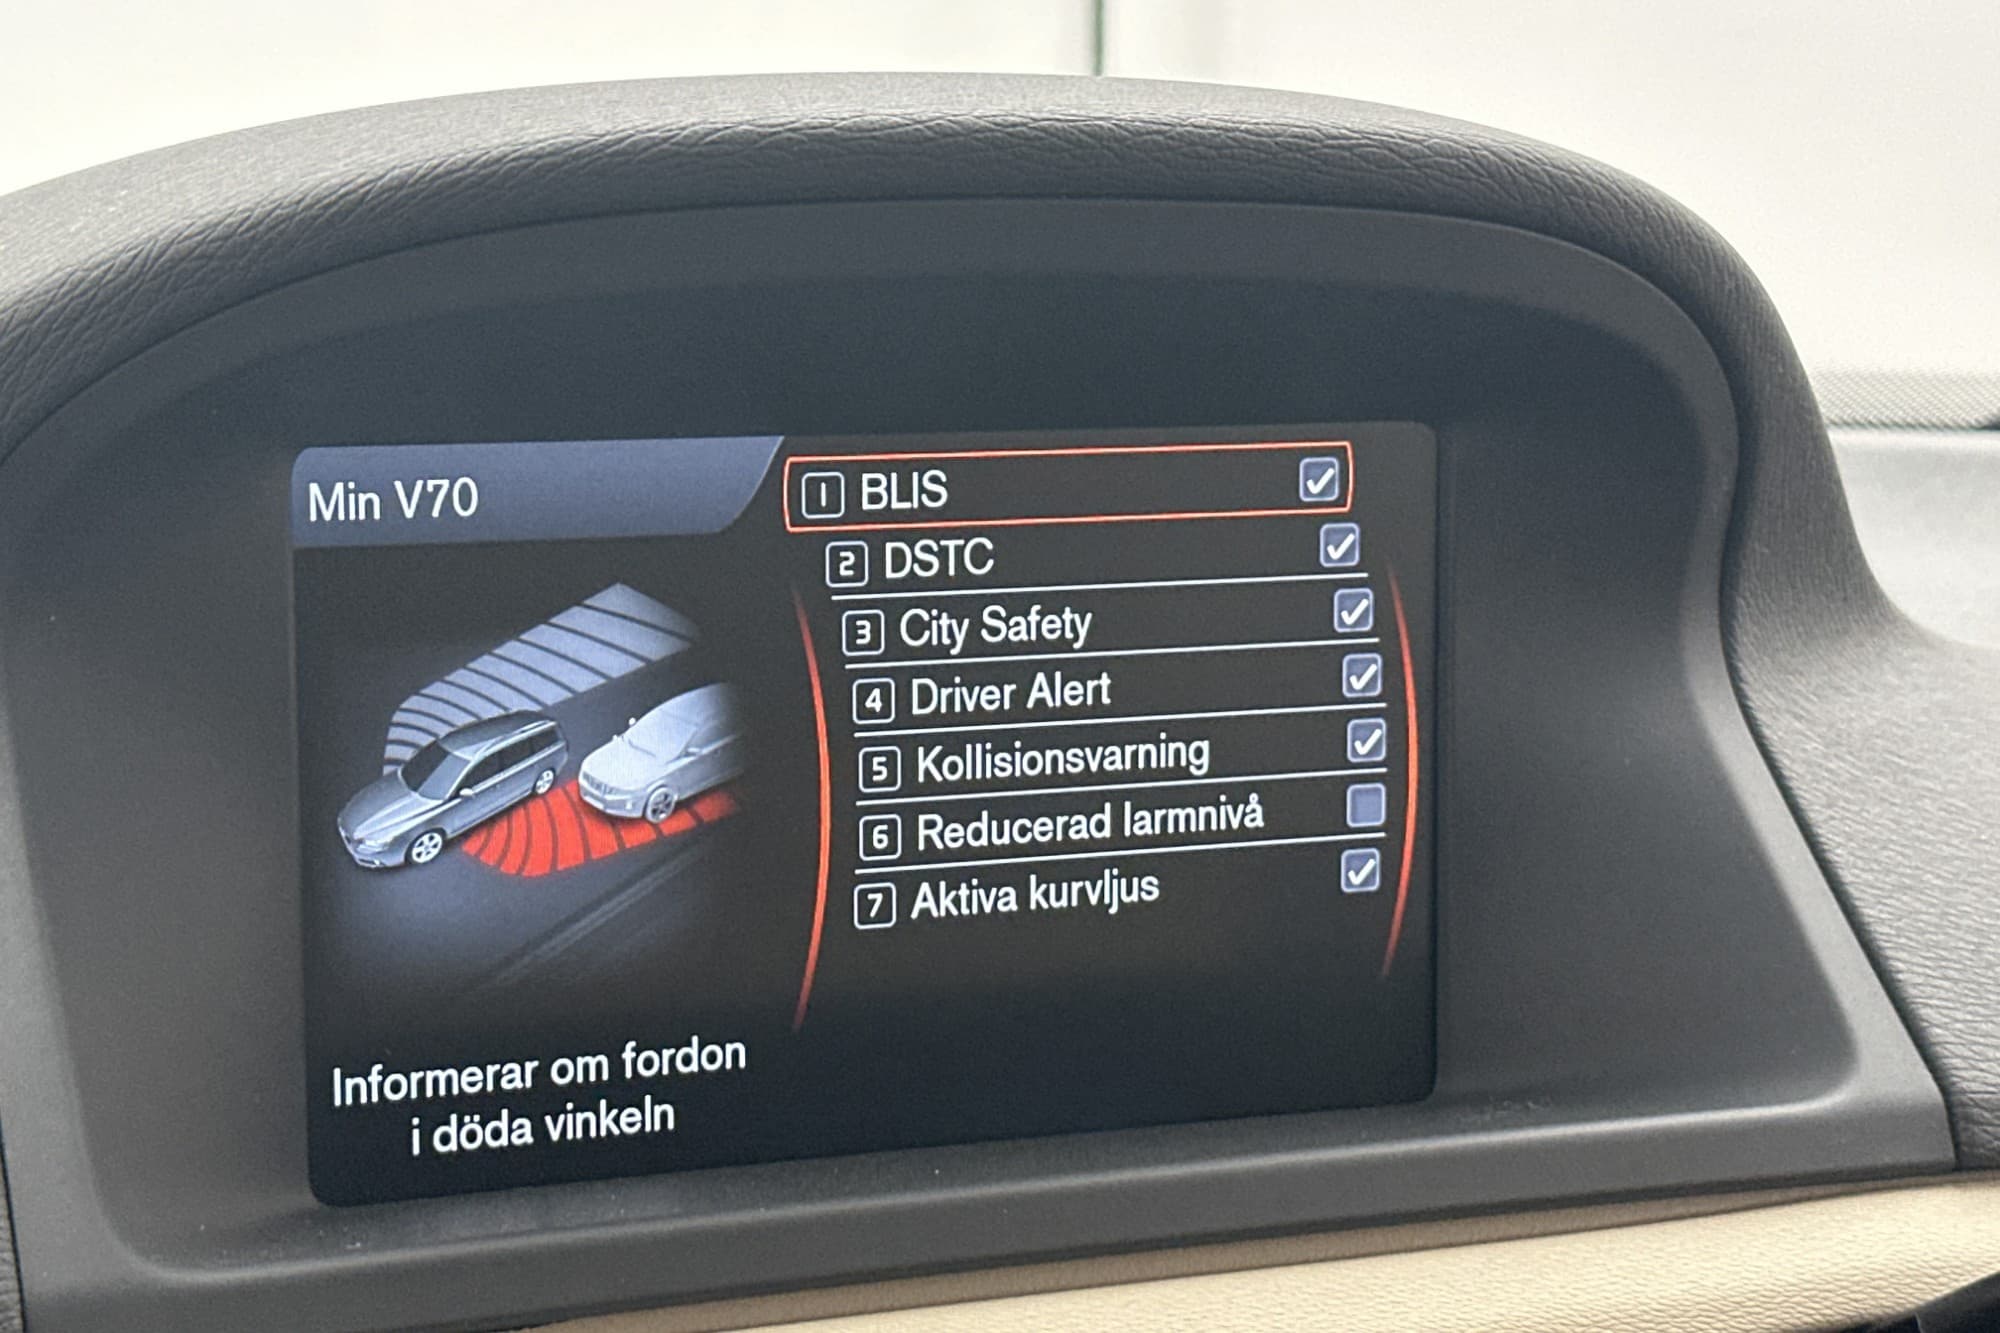 Min V70
1 BLIS
2 DSTC
3 City Safety
4 Driver Alert
5 Kollisionsvarning
6 Reducerad larmnivå
7 Aktiva kurvljus
Informerar om fordon
i döda vinkeln